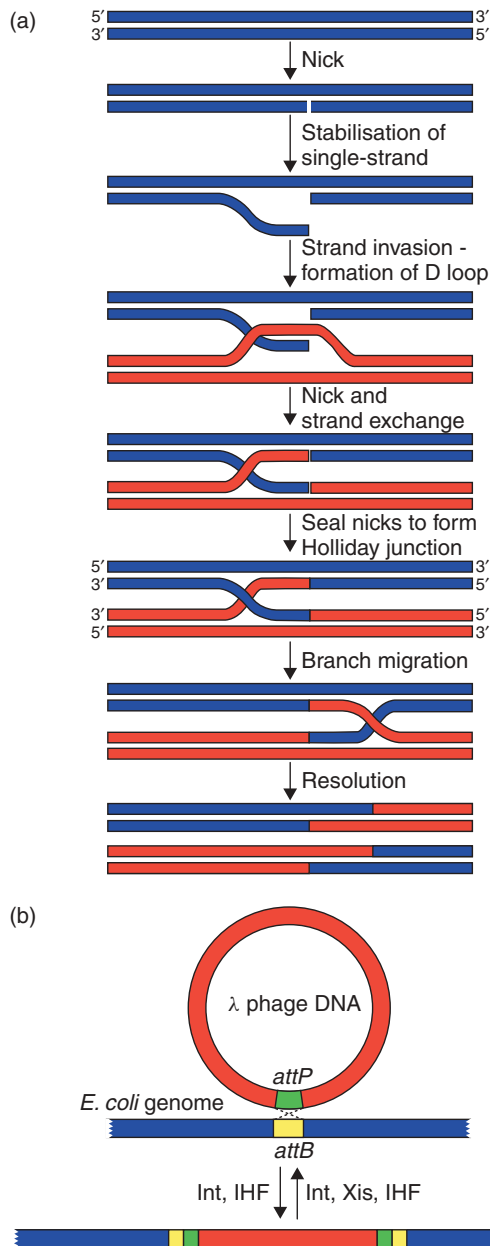 (a)
5′ 3′
3′ 5′
Nick
Stabilisation of
single-strand
Strand invasion -
formation of D loop
Nick and
strand exchange
Seal nicks to form
Holliday junction
5′ 3′
3′ 5′
3′ 5′
5′ 3′
Branch migration
Resolution
(b)
λ phage DNA
attP
E. coli genome
attB
Int, IHF Int, Xis, IHF